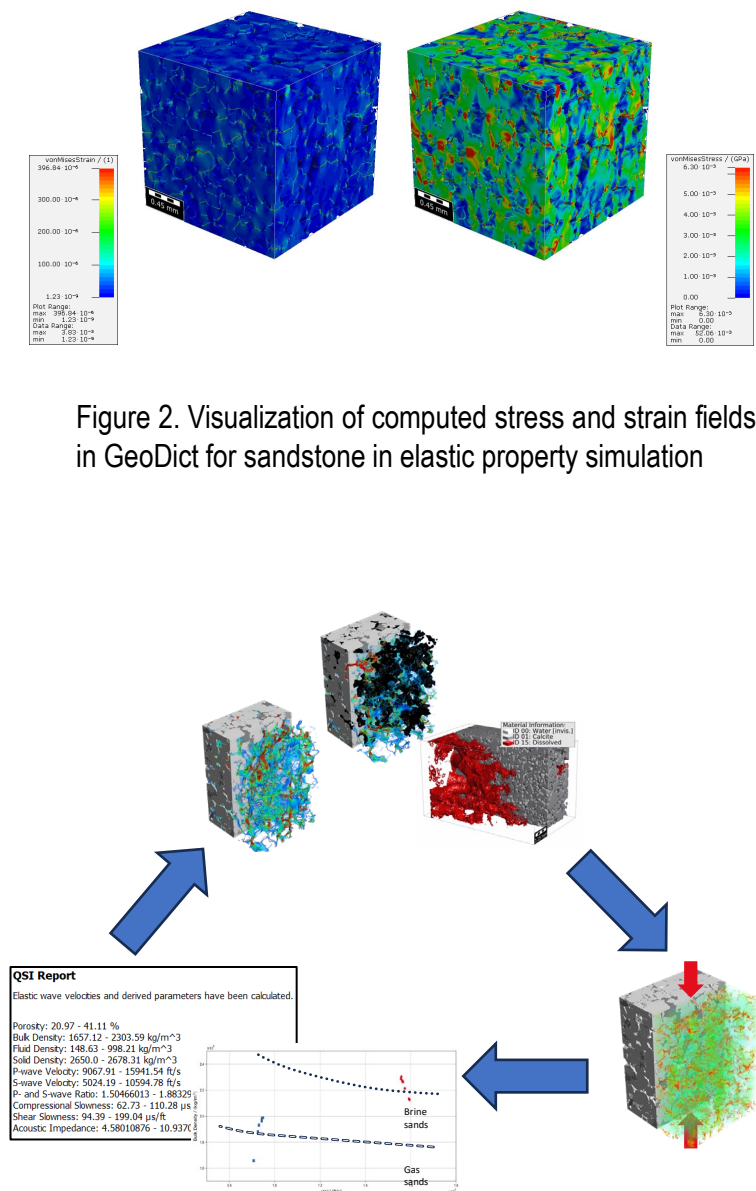 vonMisesStrain / (1)
396.84·10⁻⁶
300.00·10⁻⁶
200.00·10⁻⁶
100.00·10⁻⁶
1.23·10⁻⁹
Plot Range:
max 396.84·10⁻⁶
min 1.23·10⁻⁹
Data Range:
max 3.83·10⁻³
min 1.23·10⁻⁹
0.45 mm
0.45 mm
vonMisesStress / (GPa)
6.30·10⁻³
5.00·10⁻³
4.00·10⁻³
3.00·10⁻³
2.00·10⁻³
1.00·10⁻³
0.00
Plot Range:
max 6.30·10⁻³
min 0.00
Data Range:
max 52.06·10⁻³
min 0.00
Figure 2. Visualization of computed stress and strain fields
in GeoDict for sandstone in elastic property simulation
Material Information:
ID 00: Water [invis.]
ID 01: Calcite
ID 15: Dissolved
QSI Report
Elastic wave velocities and derived parameters have been calculated.
Porosity: 20.97 - 41.11 %
Bulk Density: 1657.12 - 2303.59 kg/m^3
Fluid Density: 148.63 - 998.21 kg/m^3
Solid Density: 2650.0 - 2678.31 kg/m^3
P-wave Velocity: 9067.91 - 15941.54 ft/s
S-wave Velocity: 5024.19 - 10594.78 ft/s
P- and S-wave Ratio: 1.50466013 - 1.88329
Compressional Slowness: 62.73 - 110.28 µs
Shear Slowness: 94.39 - 199.04 µs/ft
Acoustic Impedance: 4.58010876 - 10.9370
Bulk Density
Brine
sands
Gas
sands